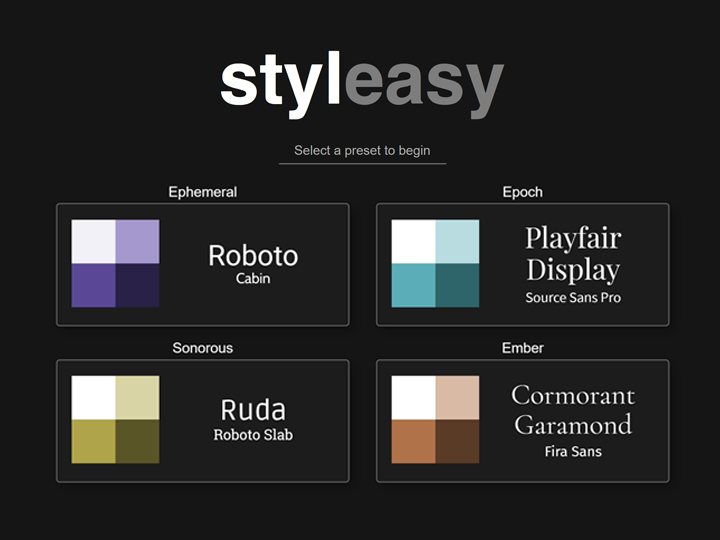 styleasy
Select a preset to begin
Ephemeral
Roboto
Cabin
Epoch
Playfair
Display
Source Sans Pro
Sonorous
Ruda
Roboto Slab
Ember
Cormorant
Garamond
Fira Sans